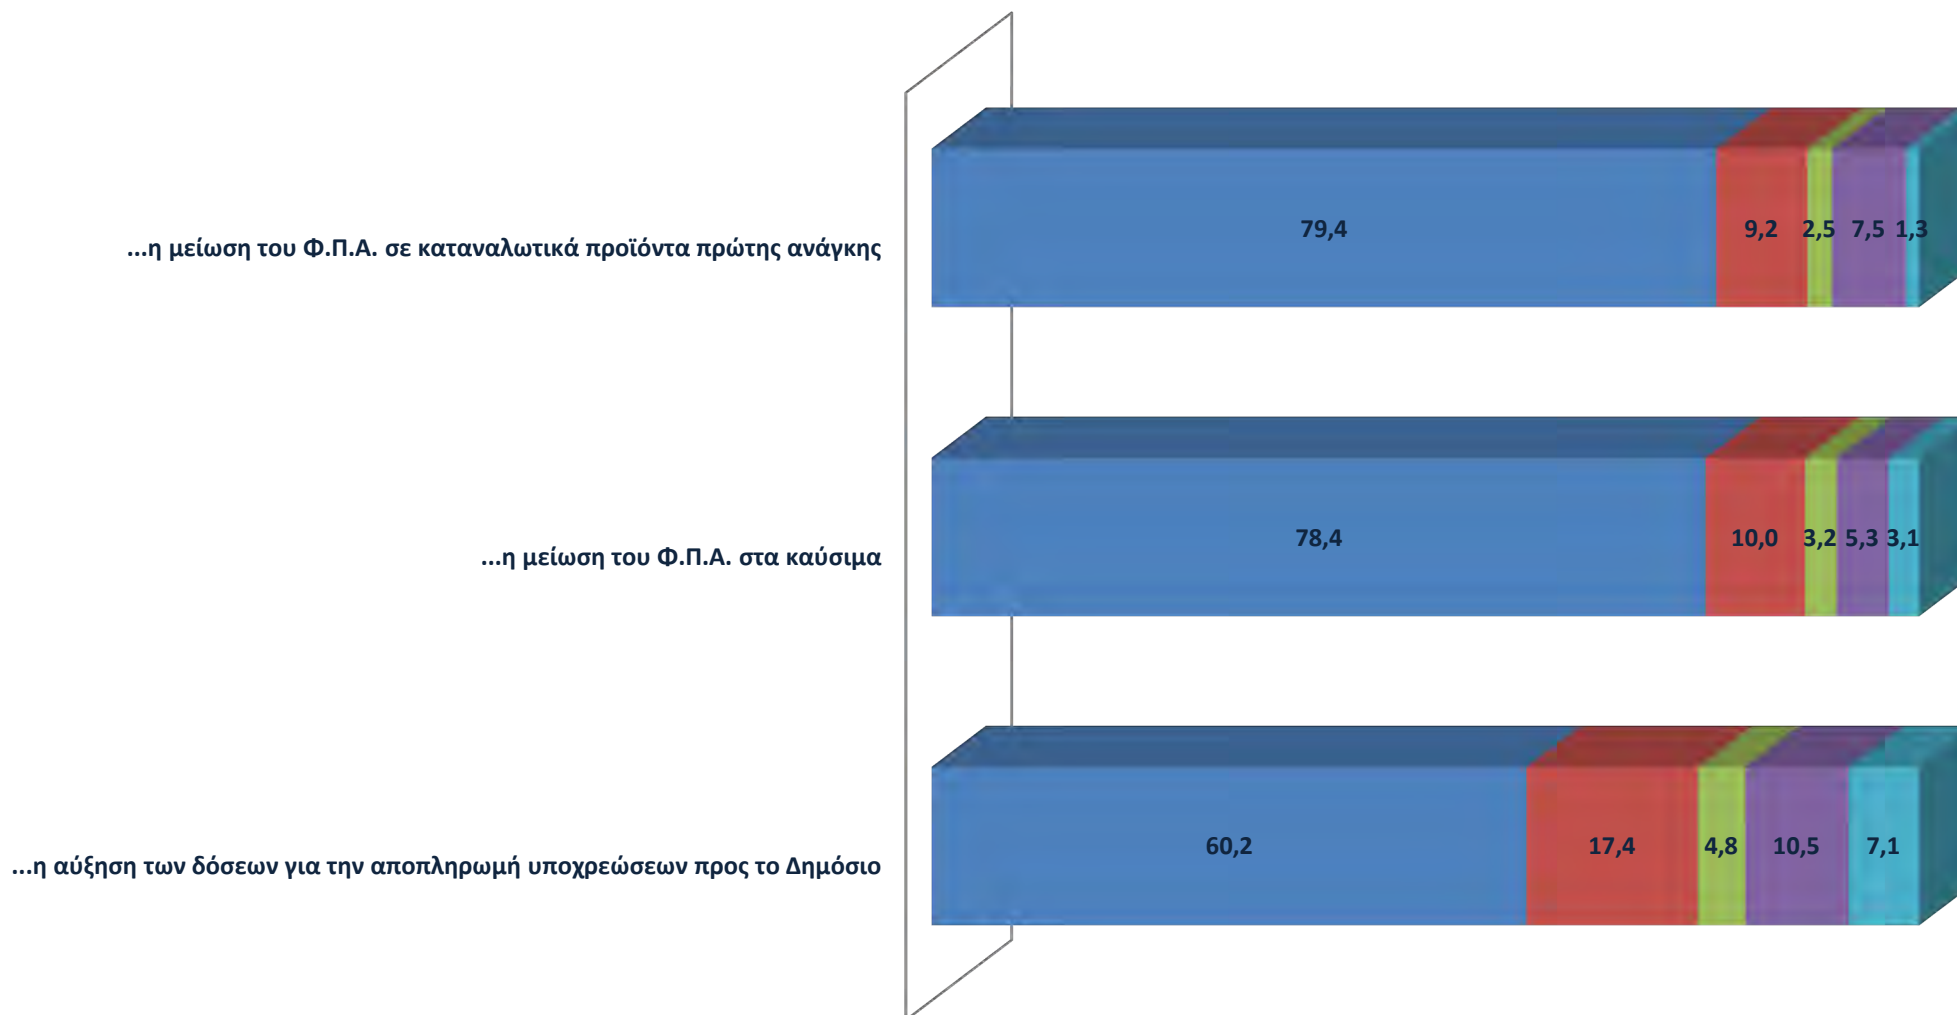 ...η μείωση του Φ.Π.Α. σε καταναλωτικά προϊόντα πρώτης ανάγκης
79,4 9,2 2,5 7,5 1,3
...η μείωση του Φ.Π.Α. στα καύσιμα
78,4 10,0 3,2 5,3 3,1
...η αύξηση των δόσεων για την αποπληρωμή υποχρεώσεων προς το Δημόσιο
60,2 17,4 4,8 10,5 7,1